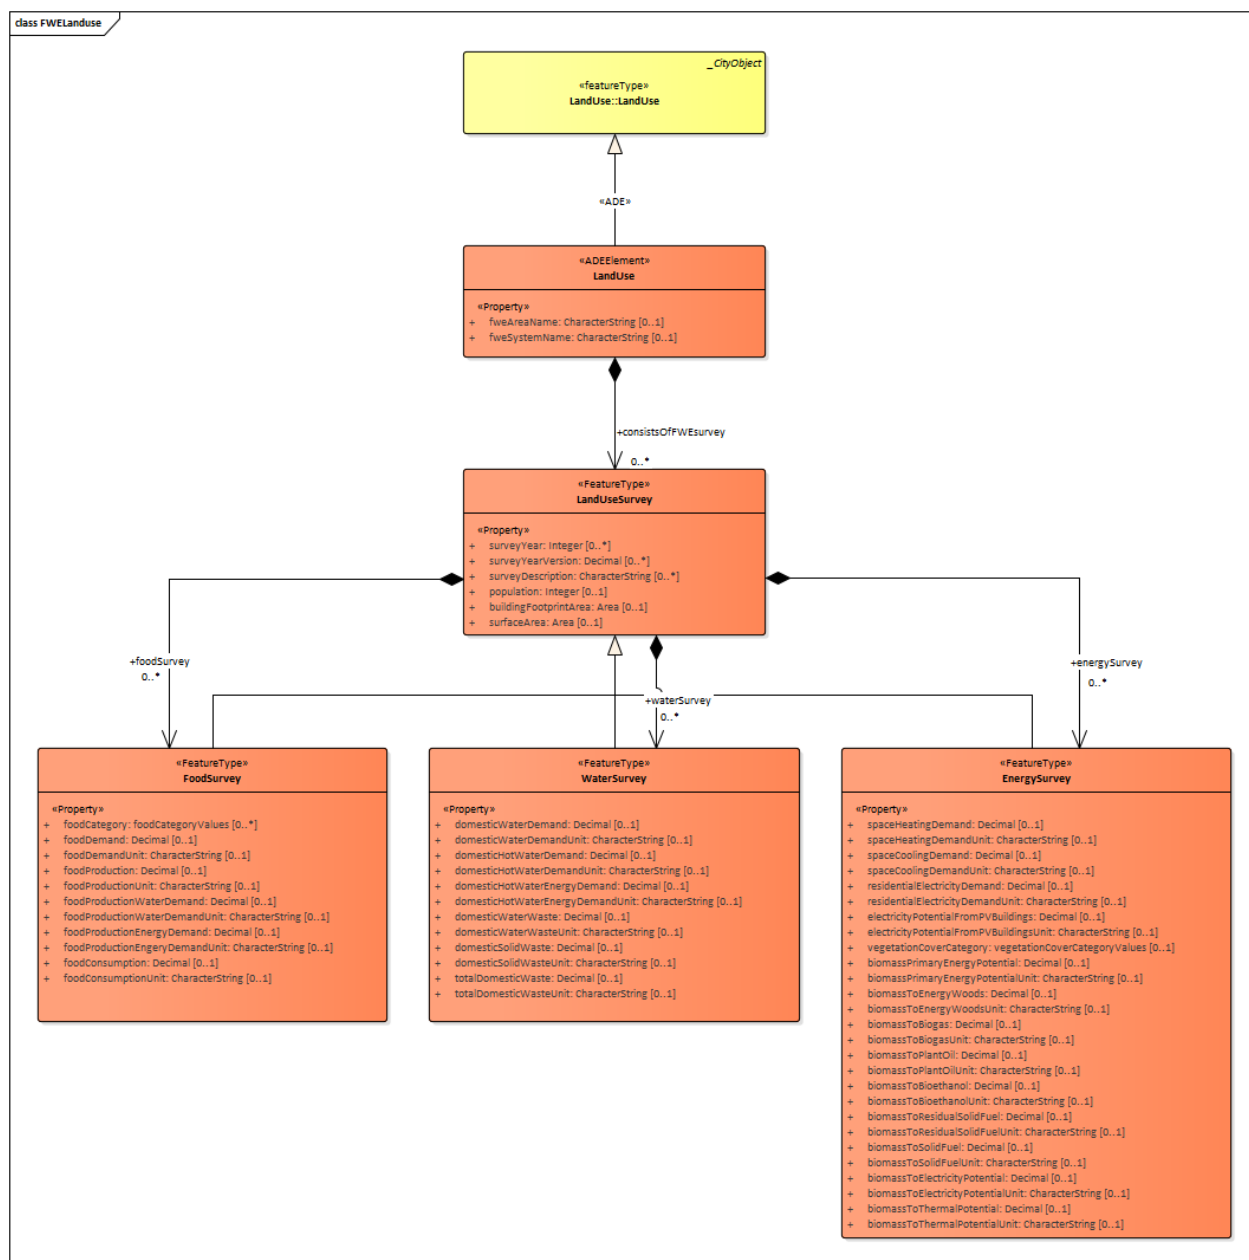 class FWELanduse
_CityObject
«featureType»
LandUse::LandUse
«ADE»
«ADEElement»
LandUse
«Property»
+ fweAreaName: CharacterString [0..1]
+ fweSystemName: CharacterString [0..1]
+consistsOfFWEsurvey
0..*
«FeatureType»
LandUseSurvey
«Property»
+ surveyYear: Integer [0..*]
+ surveyYearVersion: Decimal [0..*]
+ surveyDescription: CharacterString [0..*]
+ population: Integer [0..1]
+ buildingFootprintArea: Area [0..1]
+ surfaceArea: Area [0..1]
+foodSurvey
0..*
+waterSurvey
0..*
+energySurvey
0..*
«FeatureType»
FoodSurvey
«Property»
+ foodCategory: foodCategoryValues [0..*]
+ foodDemand: Decimal [0..1]
+ foodDemandUnit: CharacterString [0..1]
+ foodProduction: Decimal [0..1]
+ foodProductionUnit: CharacterString [0..1]
+ foodProductionWaterDemand: Decimal [0..1]
+ foodProductionWaterDemandUnit: CharacterString [0..1]
+ foodProductionEnergyDemand: Decimal [0..1]
+ foodProductionEngeryDemandUnit: CharacterString [0..1]
+ foodConsumption: Decimal [0..1]
+ foodConsumptionUnit: CharacterString [0..1]
«FeatureType»
WaterSurvey
«Property»
+ domesticWaterDemand: Decimal [0..1]
+ domesticWaterDemandUnit: CharacterString [0..1]
+ domesticHotWaterDemand: Decimal [0..1]
+ domesticHotWaterDemandUnit: CharacterString [0..1]
+ domesticHotWaterEnergyDemand: Decimal [0..1]
+ domesticHotWaterEnergyDemandUnit: CharacterString [0..1]
+ domesticWaterWaste: Decimal [0..1]
+ domesticWaterWasteUnit: CharacterString [0..1]
+ domesticSolidWaste: Decimal [0..1]
+ domesticSolidWasteUnit: CharacterString [0..1]
+ totalDomesticWaste: Decimal [0..1]
+ totalDomesticWasteUnit: CharacterString [0..1]
«FeatureType»
EnergySurvey
«Property»
+ spaceHeatingDemand: Decimal [0..1]
+ spaceHeatingDemandUnit: CharacterString [0..1]
+ spaceCoolingDemand: Decimal [0..1]
+ spaceCoolingDemandUnit: CharacterString [0..1]
+ residentialElectricityDemand: Decimal [0..1]
+ residentialElectricityDemandUnit: CharacterString [0..1]
+ electricityPotentialFromPVBuildings: Decimal [0..1]
+ electricityPotentialFromPVBuildingsUnit: CharacterString [0..1]
+ vegetationCoverCategory: vegetationCoverCategoryValues [0..1]
+ biomassPrimaryEnergyPotential: Decimal [0..1]
+ biomassPrimaryEnergyPotentialUnit: CharacterString [0..1]
+ biomassToEnergyWoods: Decimal [0..1]
+ biomassToEnergyWoodsUnit: CharacterString [0..1]
+ biomassToBiogas: Decimal [0..1]
+ biomassToBiogasUnit: CharacterString [0..1]
+ biomassToPlantOil: Decimal [0..1]
+ biomassToPlantOilUnit: CharacterString [0..1]
+ biomassToBioethanol: Decimal [0..1]
+ biomassToBioethanolUnit: CharacterString [0..1]
+ biomassToResidualSolidFuel: Decimal [0..1]
+ biomassToResidualSolidFuelUnit: CharacterString [0..1]
+ biomassToSolidFuel: Decimal [0..1]
+ biomassToSolidFuelUnit: CharacterString [0..1]
+ biomassToElectricityPotential: Decimal [0..1]
+ biomassToElectricityPotentialUnit: CharacterString [0..1]
+ biomassToThermalPotential: Decimal [0..1]
+ biomassToThermalPotentialUnit: CharacterString [0..1]